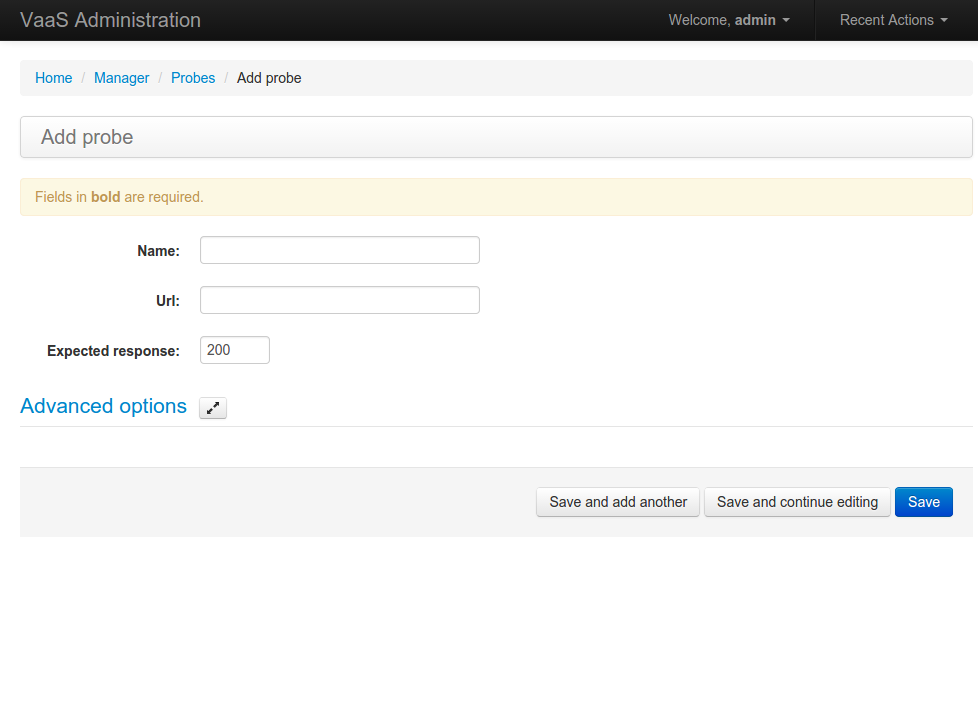 VaaS Administration Welcome, admin Recent Actions
Home / Manager / Probes / Add probe
Add probe
Fields in bold are required.
Name:
Url:
Expected response: 200
Advanced options
Save and add another Save and continue editing Save